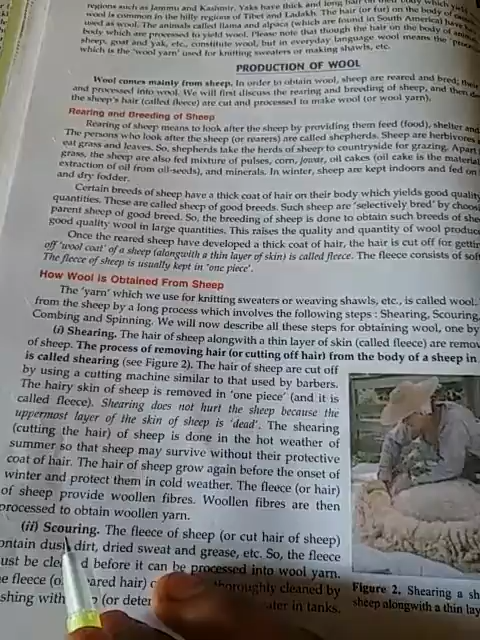 regions such as Jammu and Kashmir. Yaks have thick and long hair on their body which yield
wool is common in the hilly regions of Tibet and Ladakh. The hair (or fur) on the body of
used as wool. The animals called llama and alpaca (which are found in South America) have
body which are processed to yield wool. Please note that though the hair on the body of
sheep, goat and yak, etc., constitute wool, but in everyday language wool means the
which is the 'wool yarn' used for knitting sweaters or making shawls, etc.
PRODUCTION OF WOOL
Wool comes mainly from sheep. In order to obtain wool, sheep are reared and bred; their
and processed into wool. We will first discuss the rearing and breeding of sheep, and then
the sheep's hair (called fleece) are cut and processed to make wool (or wool yarn).
Rearing and Breeding of Sheep
Rearing of sheep means to look after the sheep by providing them feed (food), shelter and
The persons who look after the sheep (or rearers) are called shepherds. Sheep are herbivores
eat grass and leaves. So, shepherds take the herds of sheep to countryside for grazing. Apart
grass, the sheep are also fed mixture of pulses, corn, jowar, oil cakes (oil cake is the material
extraction of oil from oil-seeds), and minerals. In winter, sheep are kept indoors and fed on
and dry fodder.
Certain breeds of sheep have a thick coat of hair on their body which yields good quality
quantities. These are called sheep of good breeds. Such sheep are 'selectively bred' by
parent sheep of good breed. So, the breeding of sheep is done to obtain such breeds of
good quality wool in large quantities. This raises the quality and quantity of wool
Once the reared sheep have developed a thick coat of hair, the hair is cut off for
off 'wool coat' of a sheep (alongwith a thin layer of skin) is called fleece. The fleece consists of
The fleece of sheep is usually kept in 'one piece'.
How Wool is Obtained From Sheep
The 'yarn' which we use for knitting sweaters or weaving shawls, etc., is called wool.
from the sheep by a long process which involves the following steps : Shearing, Scouring,
Combing and Spinning. We will now describe all these steps for obtaining wool, one by
(i) Shearing. The hair of sheep alongwith a thin layer of skin (called fleece) are
of sheep. The process of removing hair (or cutting off hair) from the body of a sheep in
is called shearing (see Figure 2). The hair of sheep are cut off
by using a cutting machine similar to that used by barbers.
The hairy skin of sheep is removed in 'one piece' (and it is
called fleece). Shearing does not hurt the sheep because the
uppermost layer of the skin of sheep is 'dead'. The shearing
(cutting the hair) of sheep is done in the hot weather of
summer so that sheep may survive without their protective
coat of hair. The hair of sheep grow again before the onset of
winter and protect them in cold weather. The fleece (or hair)
of sheep provide woollen fibres. Woollen fibres are then
processed to obtain woollen yarn.
(ii) Scouring. The fleece of sheep (or cut hair of sheep)
dust, dirt, dried sweat and grease, etc. So, the fleece
be before it can be processed into wool yarn.
fleece hair) thoroughly cleaned by
with (or water in tanks.
Figure 2. Shearing a
sheep alongwith a thin